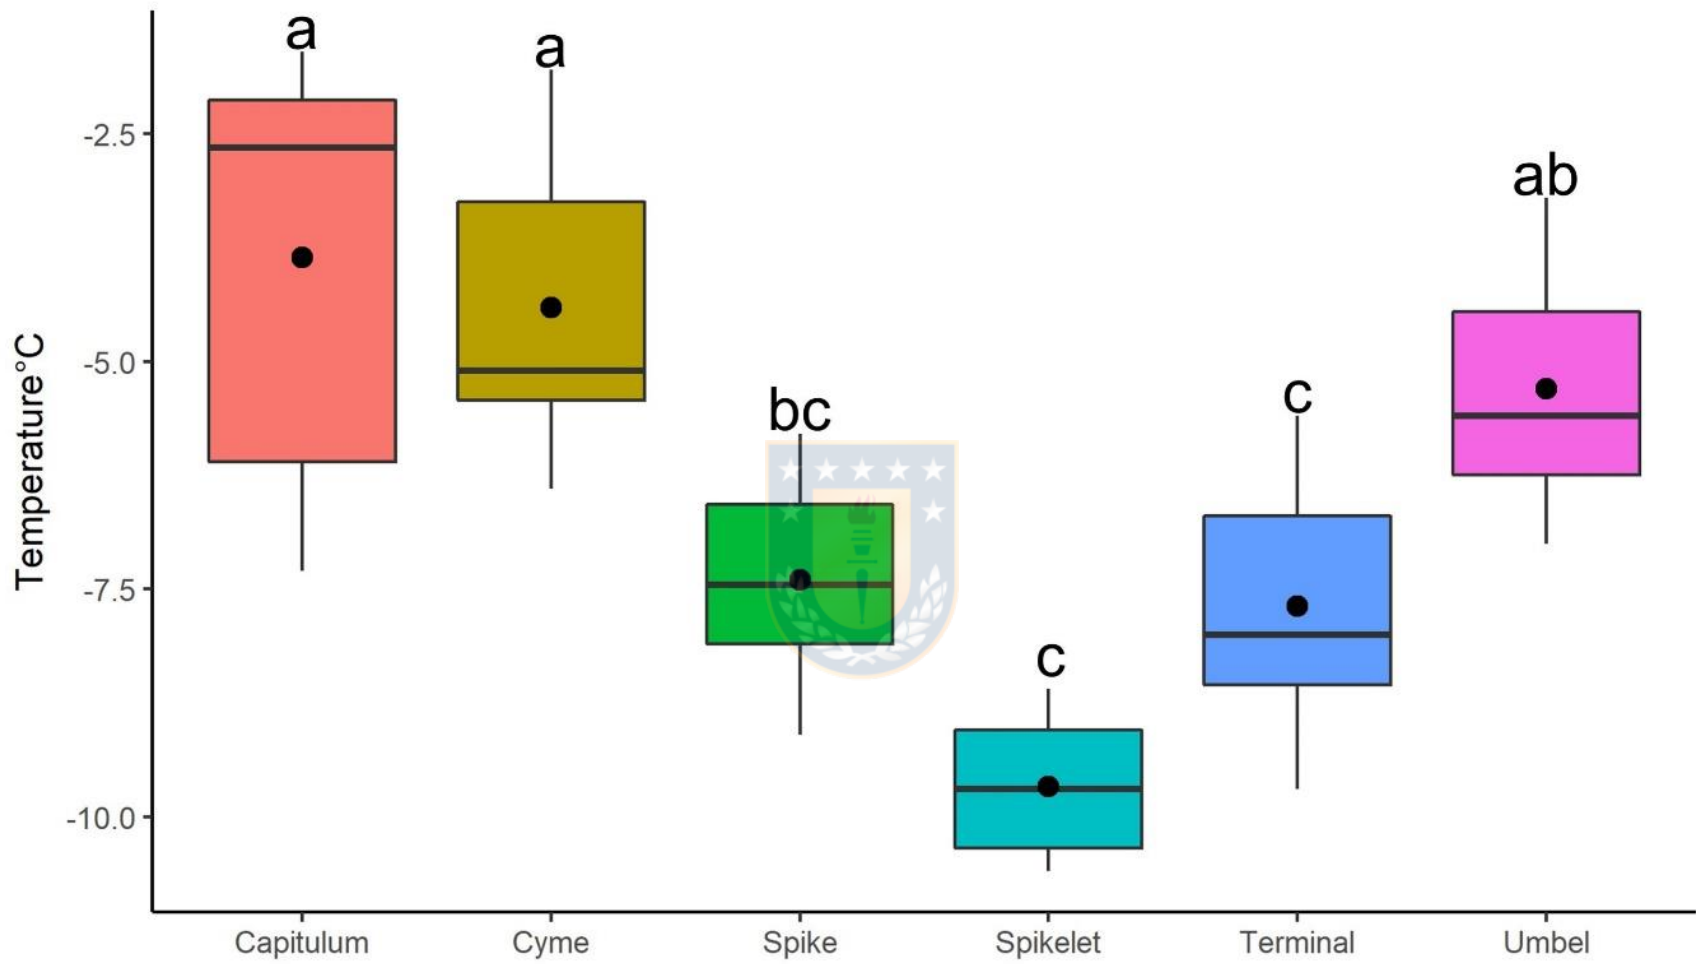 a
a
ab
c
bc
c
-2.5
-5.0
-7.5
-10.0
Temperature°C
Capitulum
Cyme
Spike
Spikelet
Terminal
Umbel